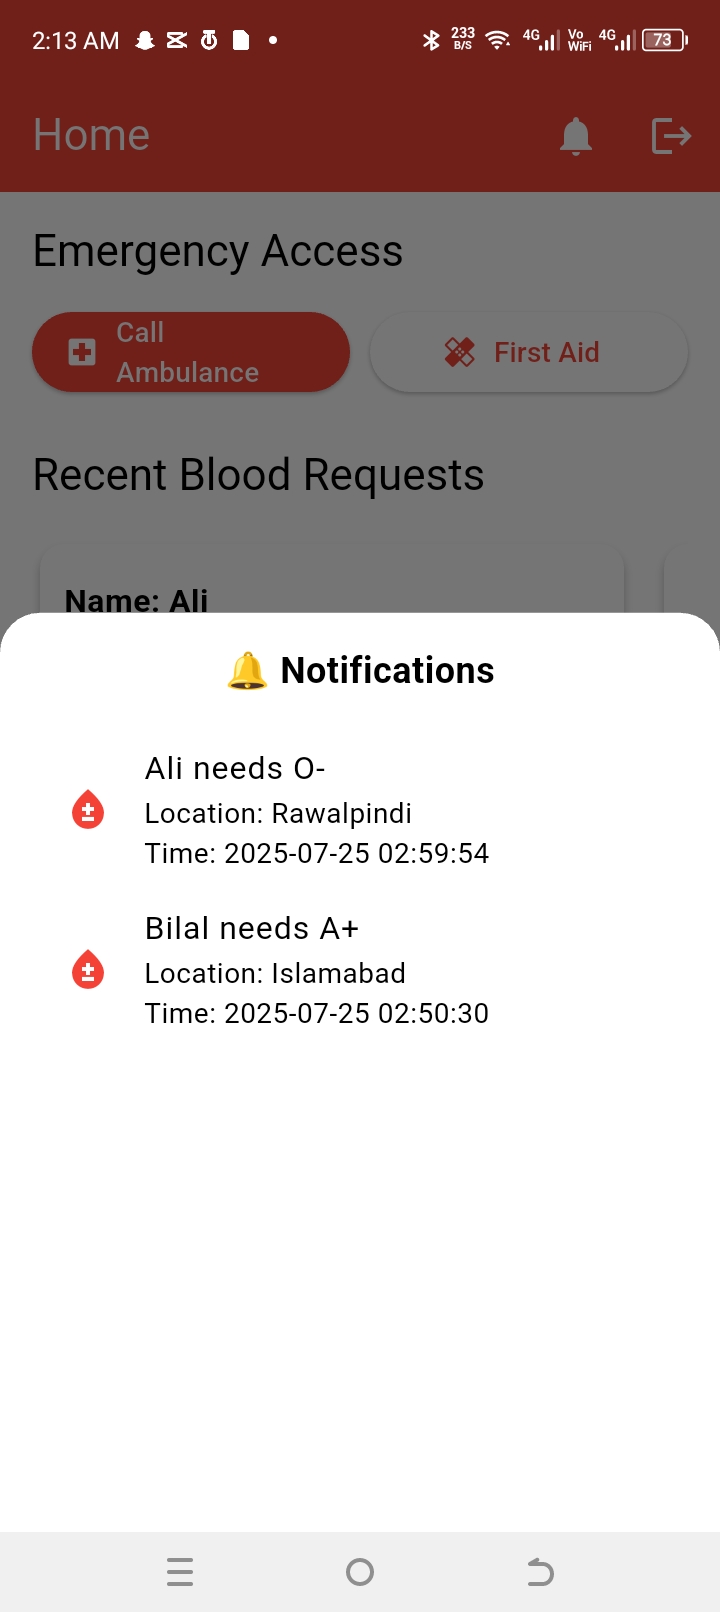 2:13 AM
233 B/S
4G
Vo WiFi
4G
73
Home
Emergency Access
Call
Ambulance
First Aid
Recent Blood Requests
Name: Ali
🔔 Notifications
Ali needs O-
Location: Rawalpindi
Time: 2025-07-25 02:59:54
Bilal needs A+
Location: Islamabad
Time: 2025-07-25 02:50:30